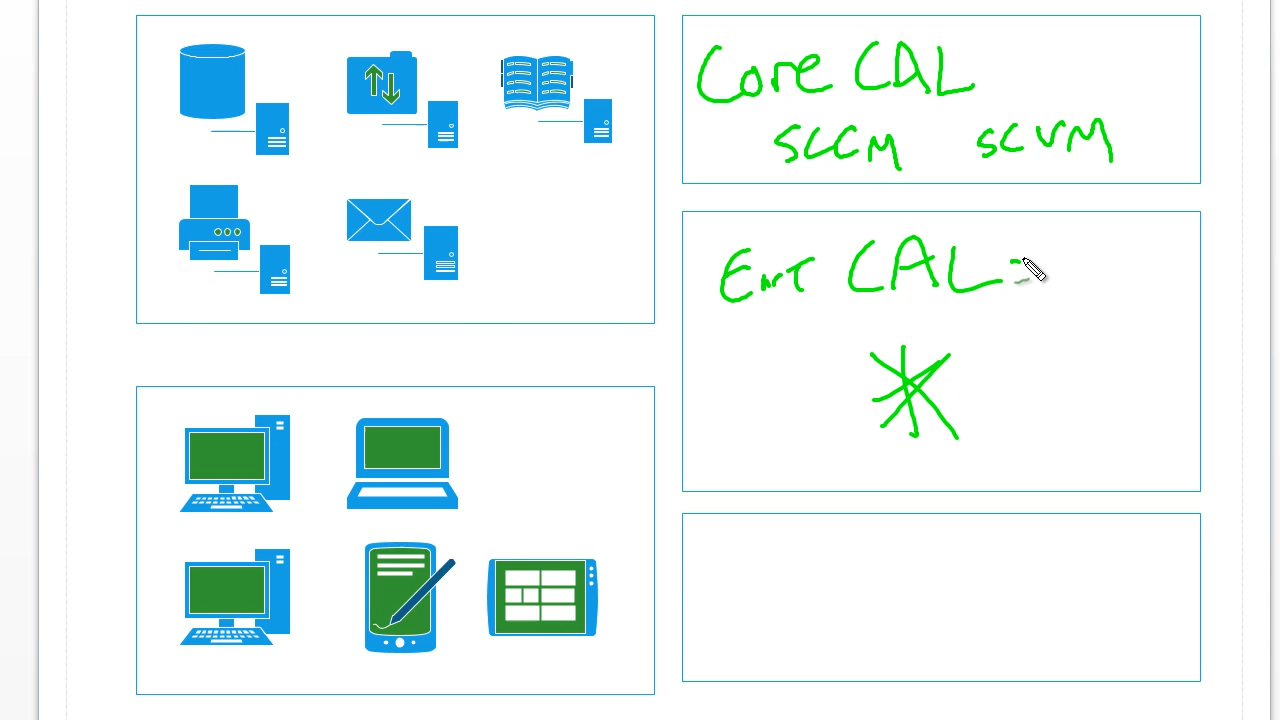 Core CAL
SCCM SCVM
Ent CAL =
*